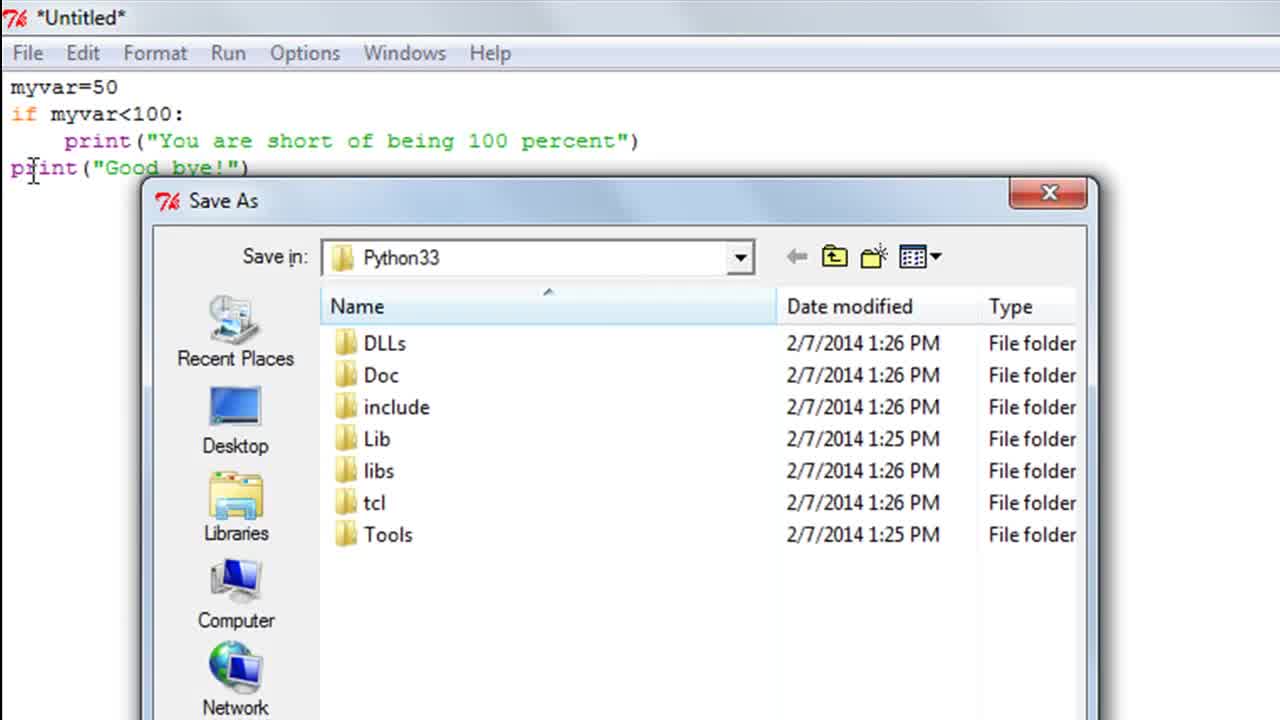 *Untitled*
File Edit Format Run Options Windows Help
myvar=50
if myvar<100:
print("You are short of being 100 percent")
print("Good bye!")
Save As
Save in: Python33
Name Date modified Type
Recent Places
DLLs 2/7/2014 1:26 PM File folder
Doc 2/7/2014 1:26 PM File folder
include 2/7/2014 1:26 PM File folder
Desktop
Lib 2/7/2014 1:25 PM File folder
libs 2/7/2014 1:26 PM File folder
tcl 2/7/2014 1:26 PM File folder
Libraries
Tools 2/7/2014 1:25 PM File folder
Computer
Network